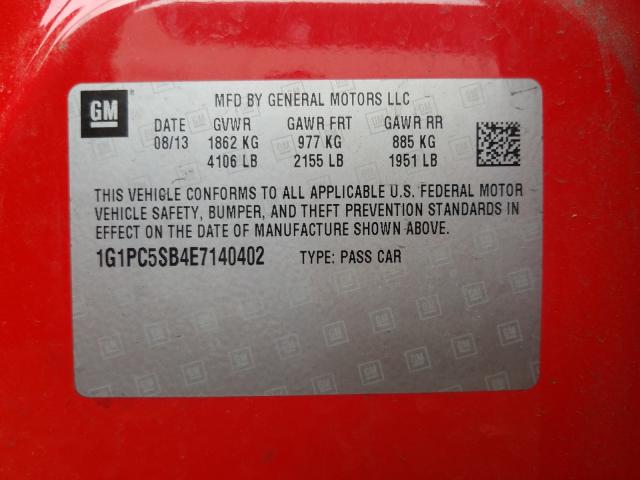 GM
MFD BY GENERAL MOTORS LLC
DATE GVWR GAWR FRT GAWR RR
08/13 1862 KG 977 KG 885 KG
4106 LB 2155 LB 1951 LB
THIS VEHICLE CONFORMS TO ALL APPLICABLE U.S. FEDERAL MOTOR
VEHICLE SAFETY, BUMPER, AND THEFT PREVENTION STANDARDS IN
EFFECT ON THE DATE OF MANUFACTURE SHOWN ABOVE.
1G1PC5SB4E7140402 TYPE: PASS CAR